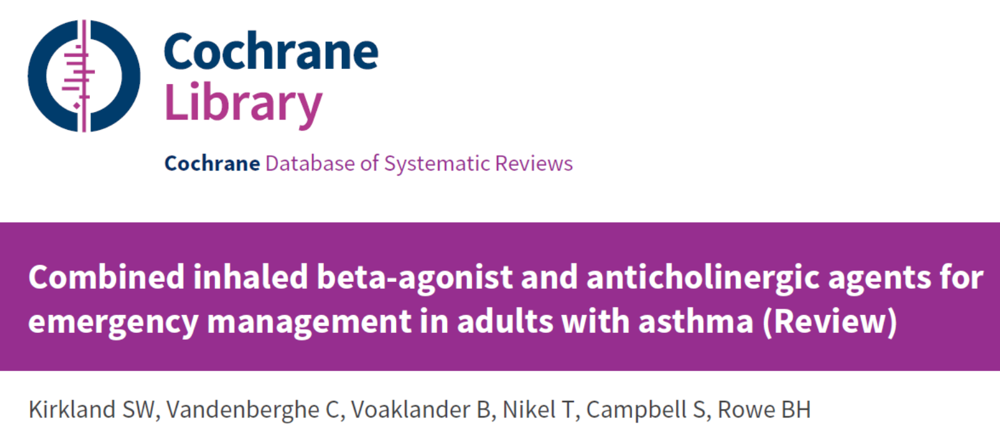 Cochrane
Library
Cochrane Database of Systematic Reviews
Combined inhaled beta-agonist and anticholinergic agents for
emergency management in adults with asthma (Review)
Kirkland SW, Vandenberghe C, Voaklander B, Nikel T, Campbell S, Rowe BH